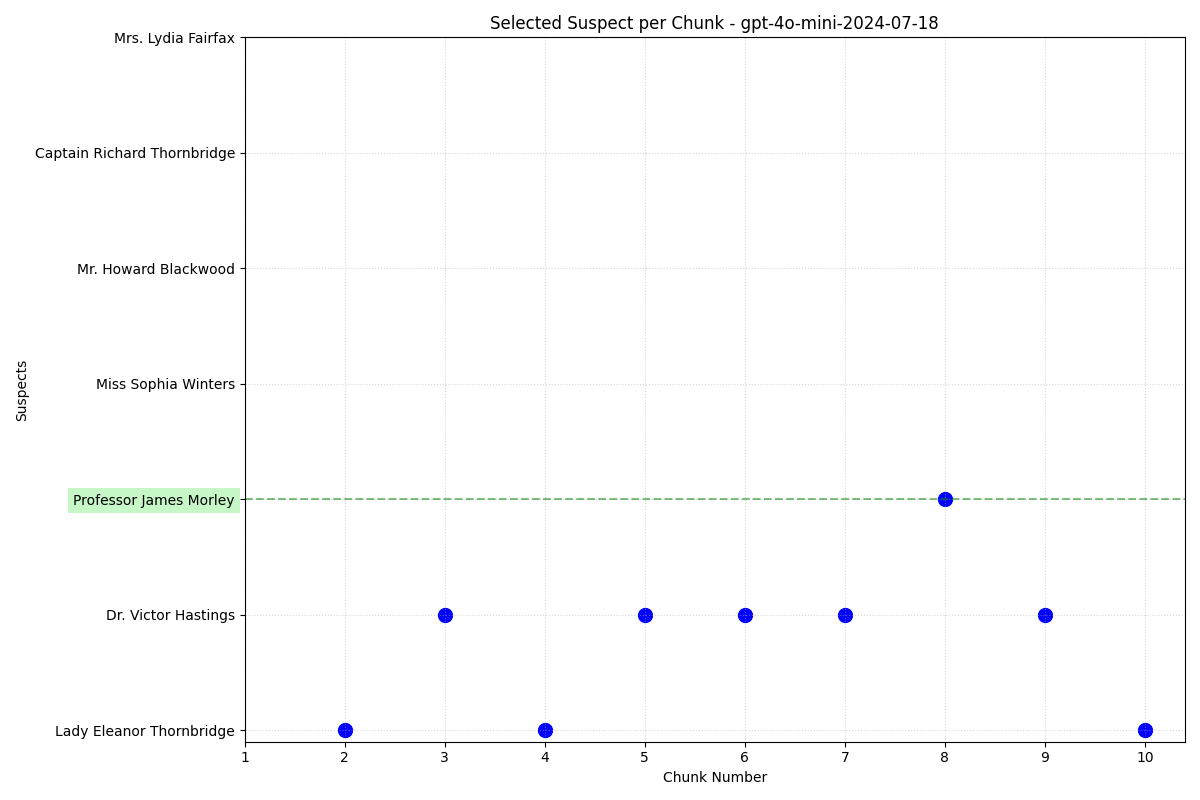 Selected Suspect per Chunk - gpt-4o-mini-2024-07-18
Mrs. Lydia Fairfax
Captain Richard Thornbridge
Mr. Howard Blackwood
Miss Sophia Winters
Professor James Morley
Dr. Victor Hastings
Lady Eleanor Thornbridge
Suspects
1 2 3 4 5 6 7 8 9 10
Chunk Number